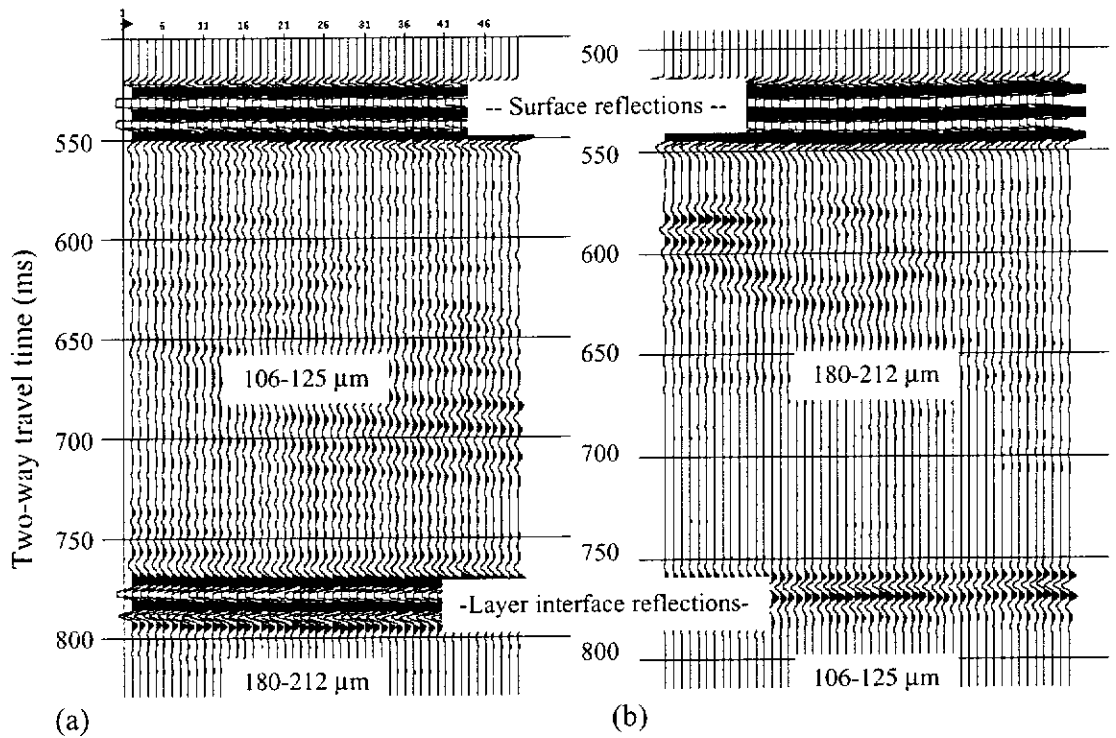 1 6 11 16 21 26 31 36 41 46
500
-- Surface reflections --
550
550
600
600
650
650
106-125 µm
180-212 µm
700
700
750
750
-Layer interface reflections-
800
800
180-212 µm
106-125 µm
Two-way travel time (ms)
(a)
(b)